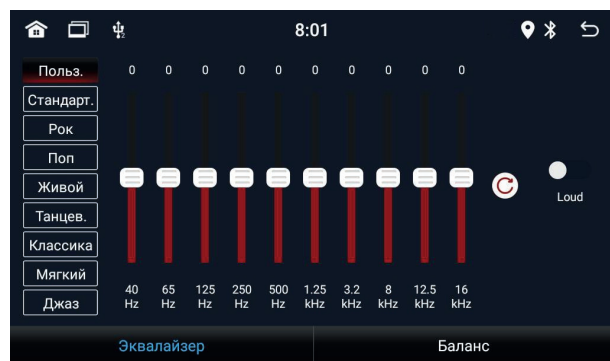 8:01
Польз.
Стандарт.
Рок
Поп
Живой
Танцев.
Классика
Мягкий
Джаз
0 0 0 0 0 0 0 0 0 0
40 65 125 250 500 1.25 3.2 8 12.5 16
Hz Hz Hz Hz Hz kHz kHz kHz kHz kHz
Loud
Эквалайзер Баланс